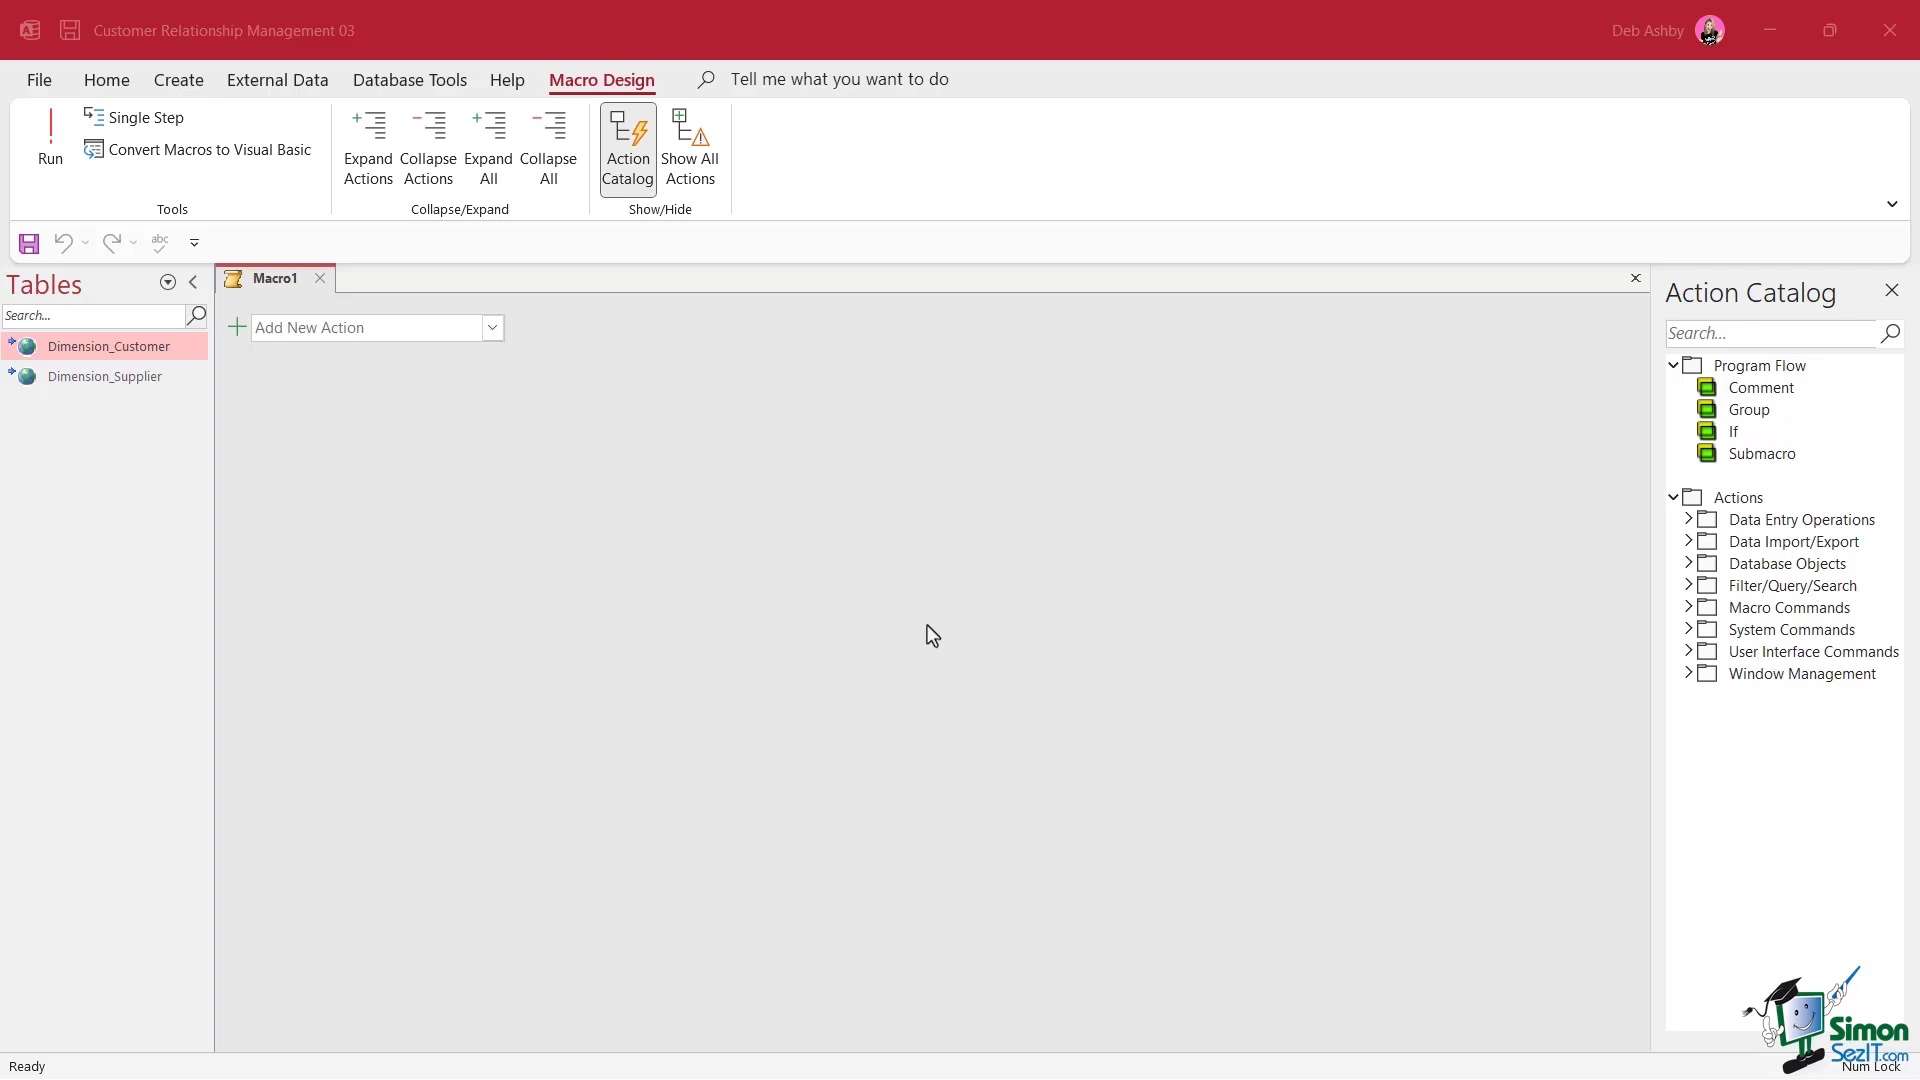 Customer Relationship Management 03
Deb Ashby
File Home Create External Data Database Tools Help Macro Design Tell me what you want to do
Run
Single Step
Convert Macros to Visual Basic
Tools
Expand Actions
Collapse Actions
Expand All
Collapse All
Collapse/Expand
Action Catalog
Show All Actions
Show/Hide
abc
Tables
Search...
Dimension_Customer
Dimension_Supplier
Macro1
Add New Action
Action Catalog
Search...
Program Flow
Comment
Group
If
Submacro
Actions
Data Entry Operations
Data Import/Export
Database Objects
Filter/Query/Search
Macro Commands
System Commands
User Interface Commands
Window Management
Simon
SezIT.com
Ready
Num Lock